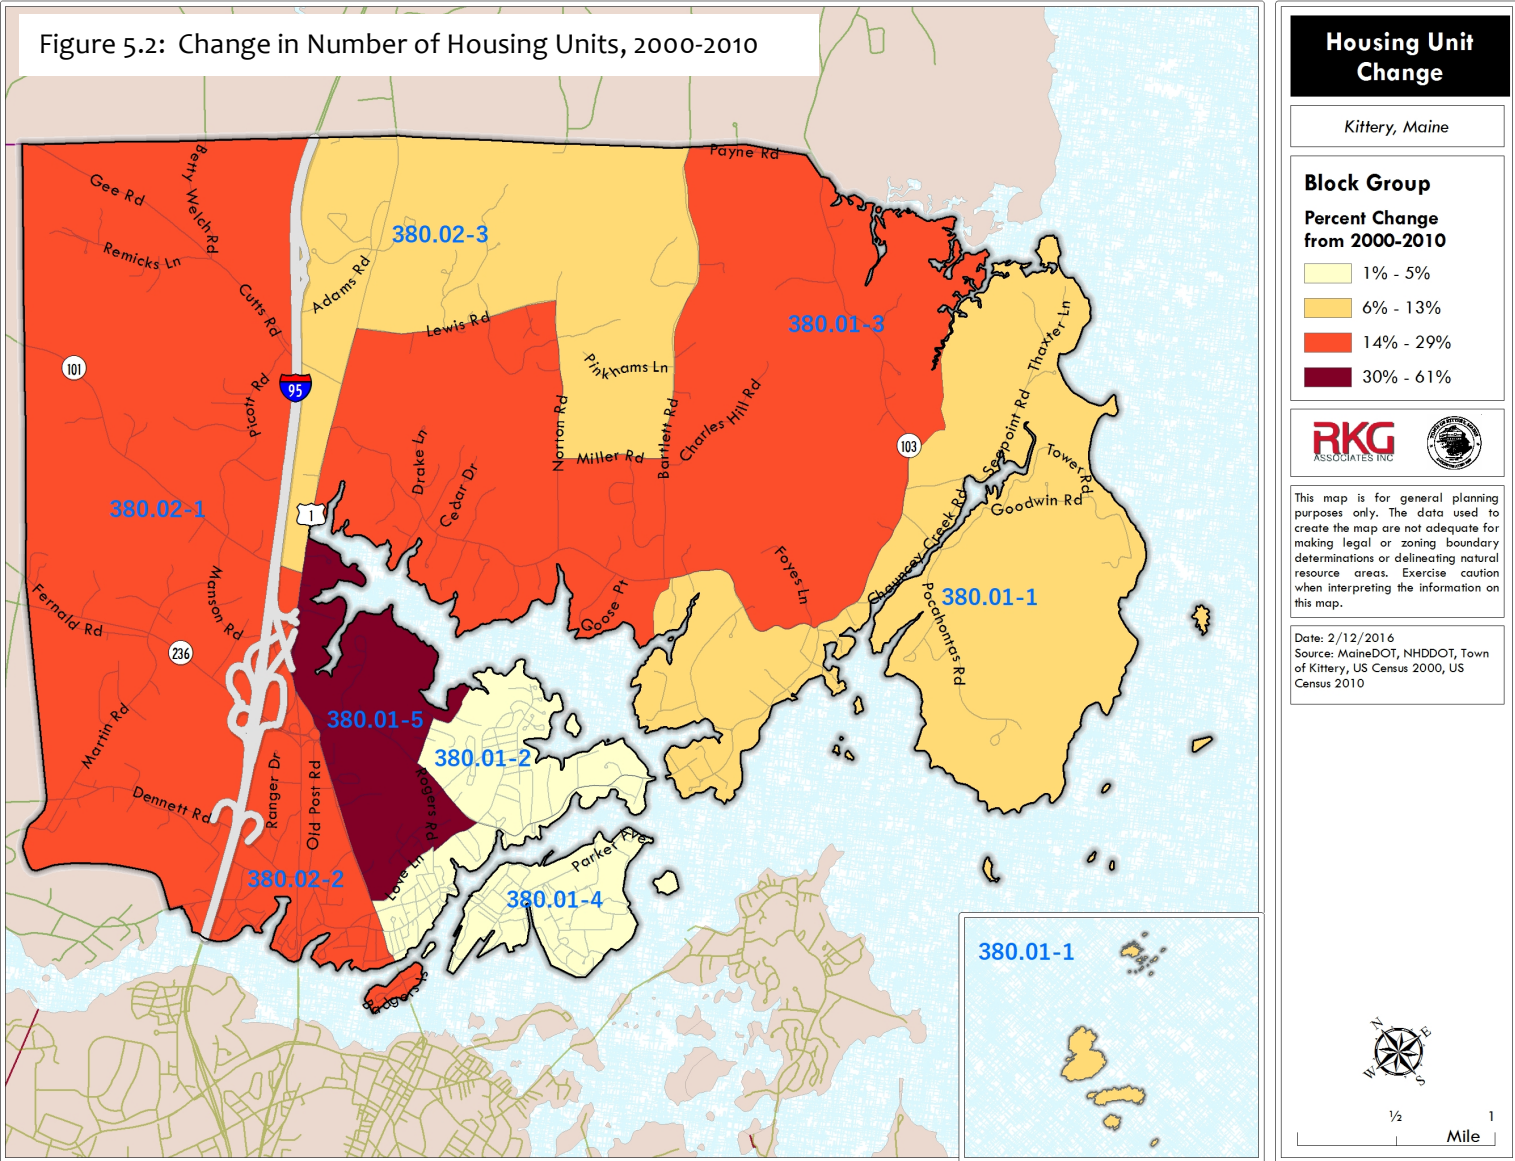 Figure 5.2: Change in Number of Housing Units, 2000-2010
Payne Rd
Betty Welch Rd
Gee Rd
Remicks Ln
380.02-3
Adams Rd
Cutts Rd
Lewis Rd
380.01-3
Thaxter Ln
101
95
Pinkhams Ln
Picott Rd
Norton Rd
Bartlett Rd
Charles Hill Rd
Miller Rd
103
Drake Ln
Cedar Dr
Seapoint Rd
Tower Rd
Goodwin Rd
380.02-1
1
Chauncey Creek Rd
Foyes Ln
Goose Pt
Pocahontas Rd
380.01-1
Manson Rd
Fernald Rd
236
Martin Rd
380.01-5
380.01-2
Rogers Rd
Ranger Dr
Old Post Rd
Dennett Rd
Love Ln
Parker Ave
380.02-2
380.01-4
Badgers Is
380.01-1
Housing Unit
Change
Kittery, Maine
Block Group
Percent Change
from 2000-2010
1% - 5%
6% - 13%
14% - 29%
30% - 61%
RKG
ASSOCIATES INC
This map is for general planning
purposes only. The data used to
create the map are not adequate for
making legal or zoning boundary
determinations or delineating natural
resource areas. Exercise caution
when interpreting the information on
this map.
Date: 2/12/2016
Source: MaineDOT, NHDDOT, Town
of Kittery, US Census 2000, US
Census 2010
N
E
W
S
½ 1
Mile